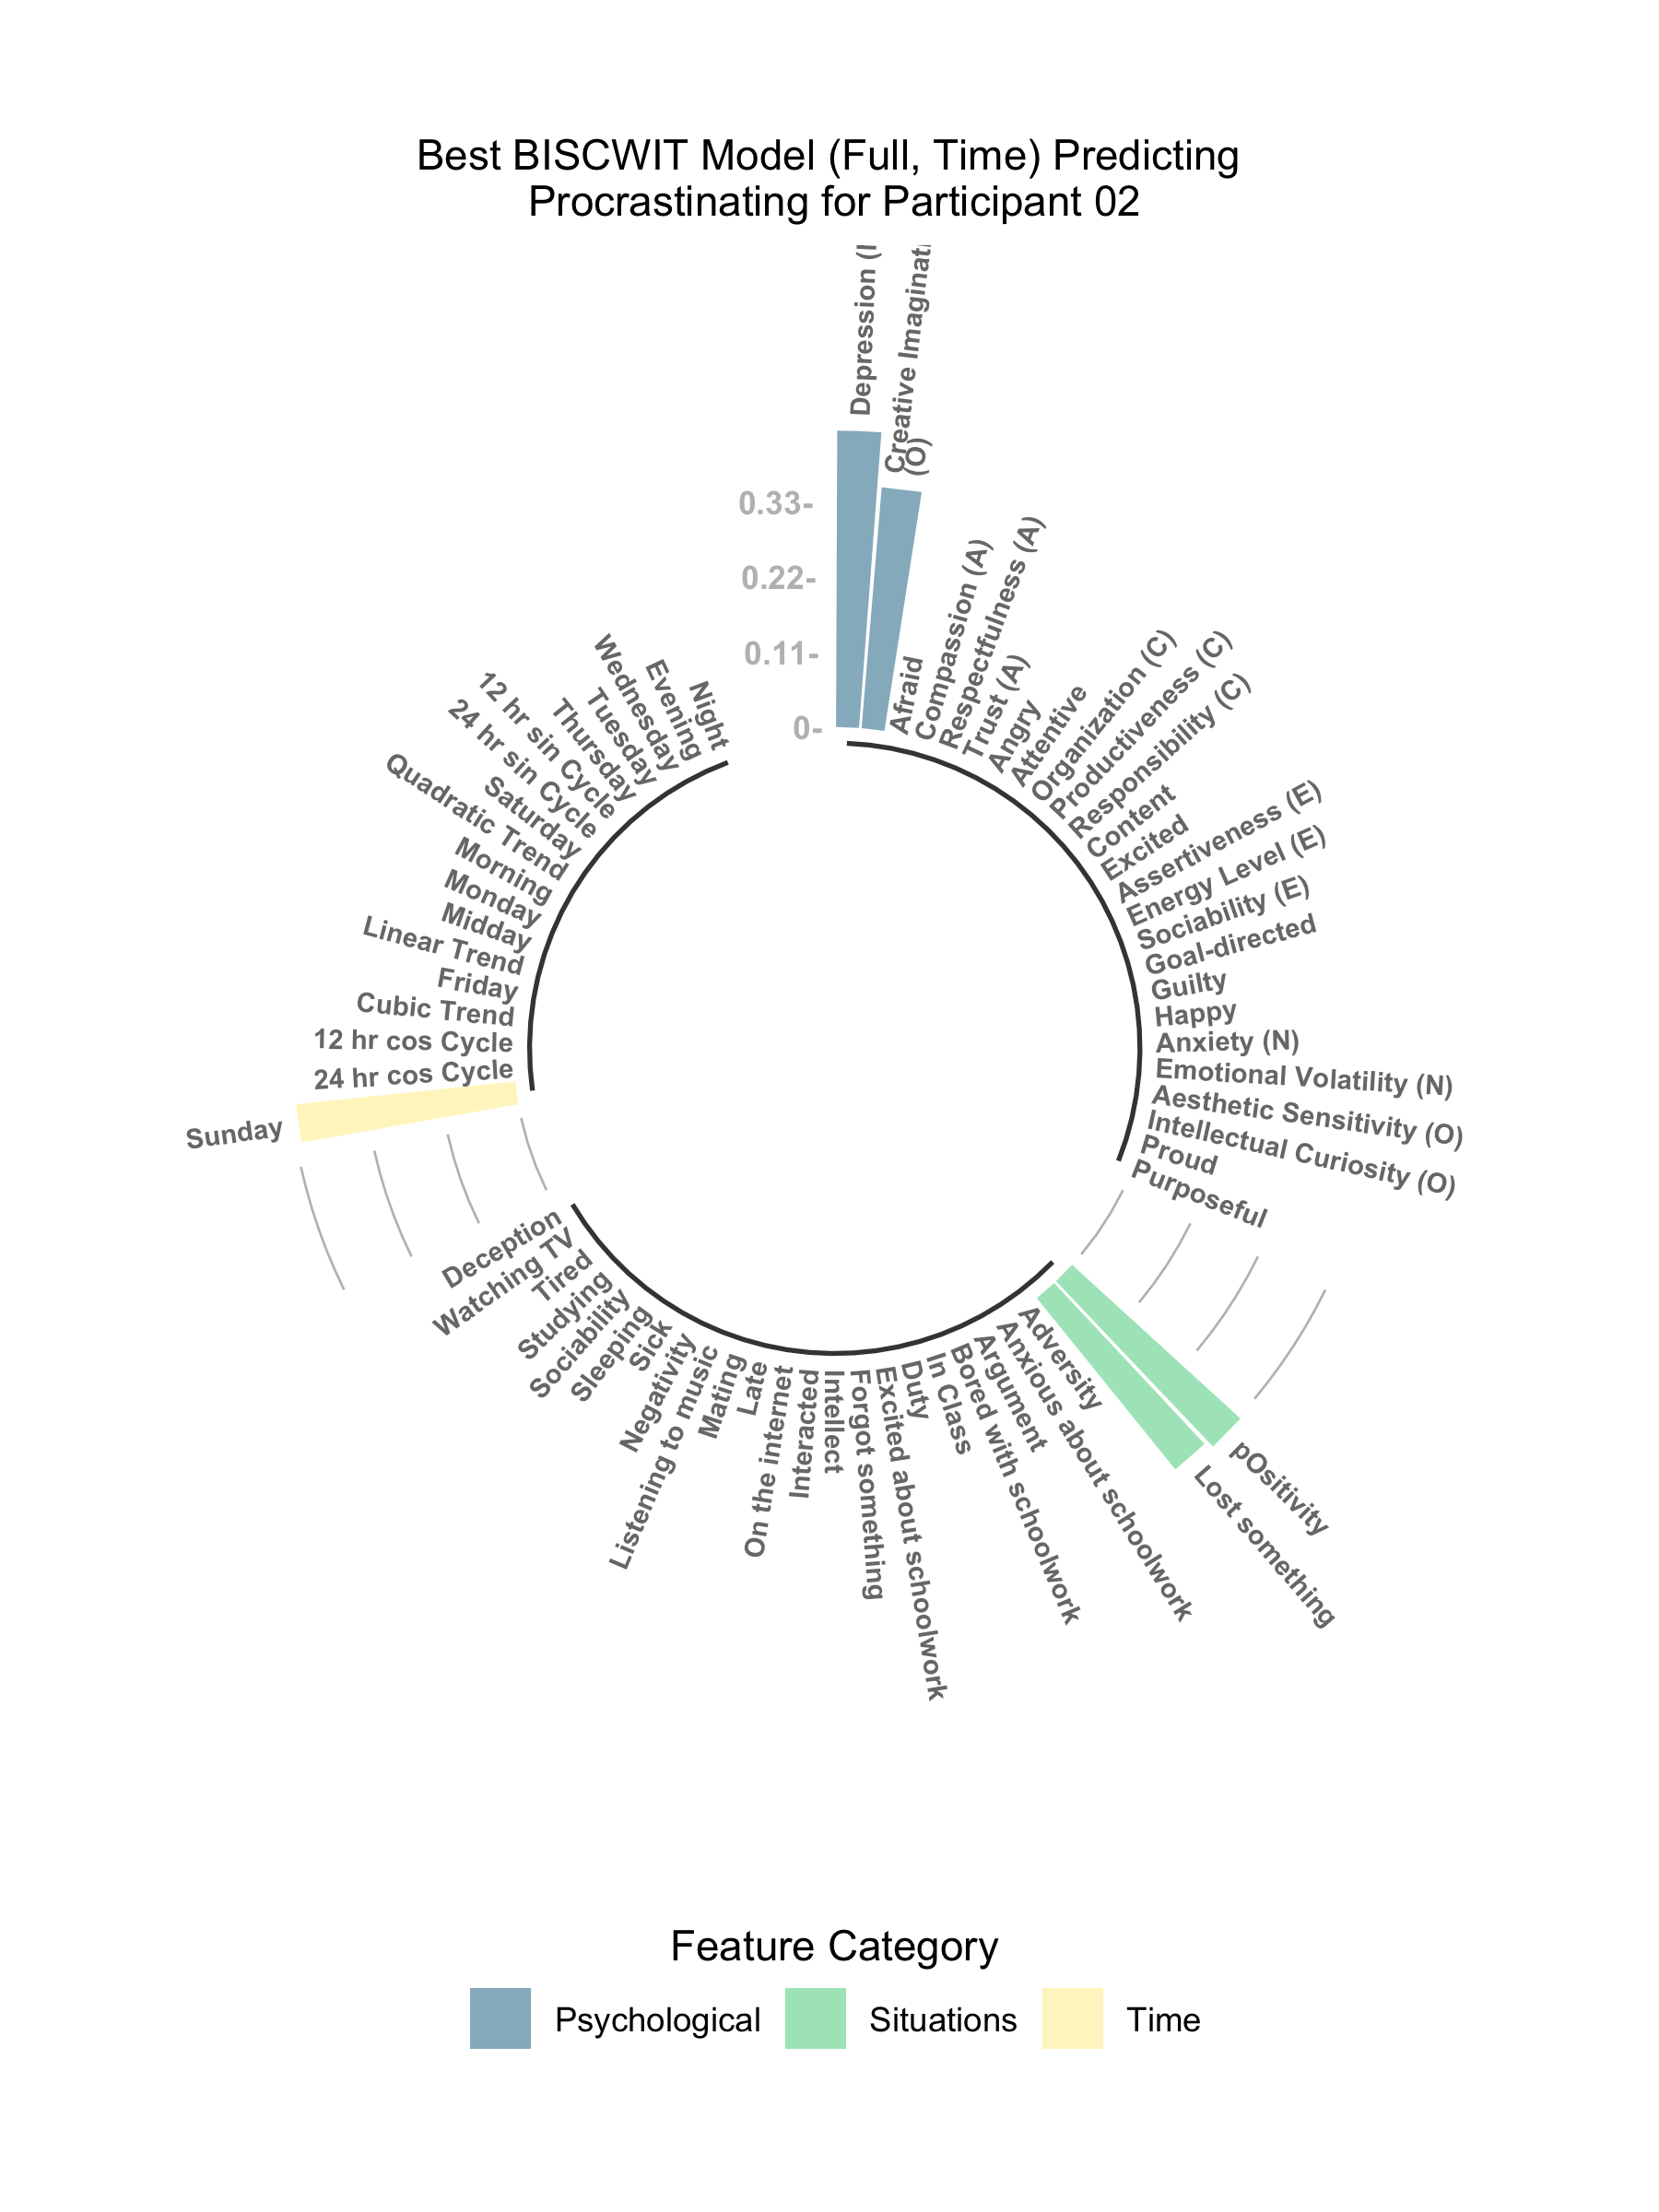 Best BISCWIT Model (Full, Time) Predicting
Procrastinating for Participant 02
Depression (
Creative Imaginat
(O)
0.33-
0.22-
0.11-
0-
Afraid
Compassion (A)
Respectfulness (A)
Trust (A)
Angry
Attentive
Organization (C)
Productiveness (C)
Responsibility (C)
Content
Excited
Assertiveness (E)
Energy Level (E)
Sociability (E)
Goal-directed
Guilty
Happy
Anxiety (N)
Emotional Volatility (N)
Aesthetic Sensitivity (O)
Intellectual Curiosity (O)
Proud
Purposeful
pOsitivity
Lost something
Adversity
Anxious about schoolwork
Argument
Bored with schoolwork
In Class
Duty
Excited about schoolwork
Forgot something
Intellect
Interacted
On the internet
Late
Mating
Listening to music
Negativity
Sick
Sleeping
Sociability
Studying
Tired
Watching TV
Deception
Sunday
24 hr cos Cycle
12 hr cos Cycle
Cubic Trend
Friday
Linear Trend
Midday
Monday
Morning
Quadratic Trend
Saturday
24 hr sin Cycle
12 hr sin Cycle
Thursday
Tuesday
Wednesday
Evening
Night
Feature Category
Psychological
Situations
Time